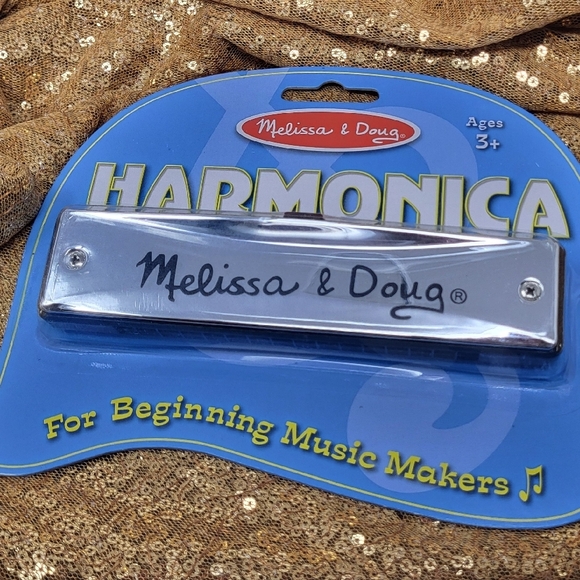 Melissa & Doug®
Ages
3+
HARMONICA
Melissa & Doug®
For Beginning Music Makers